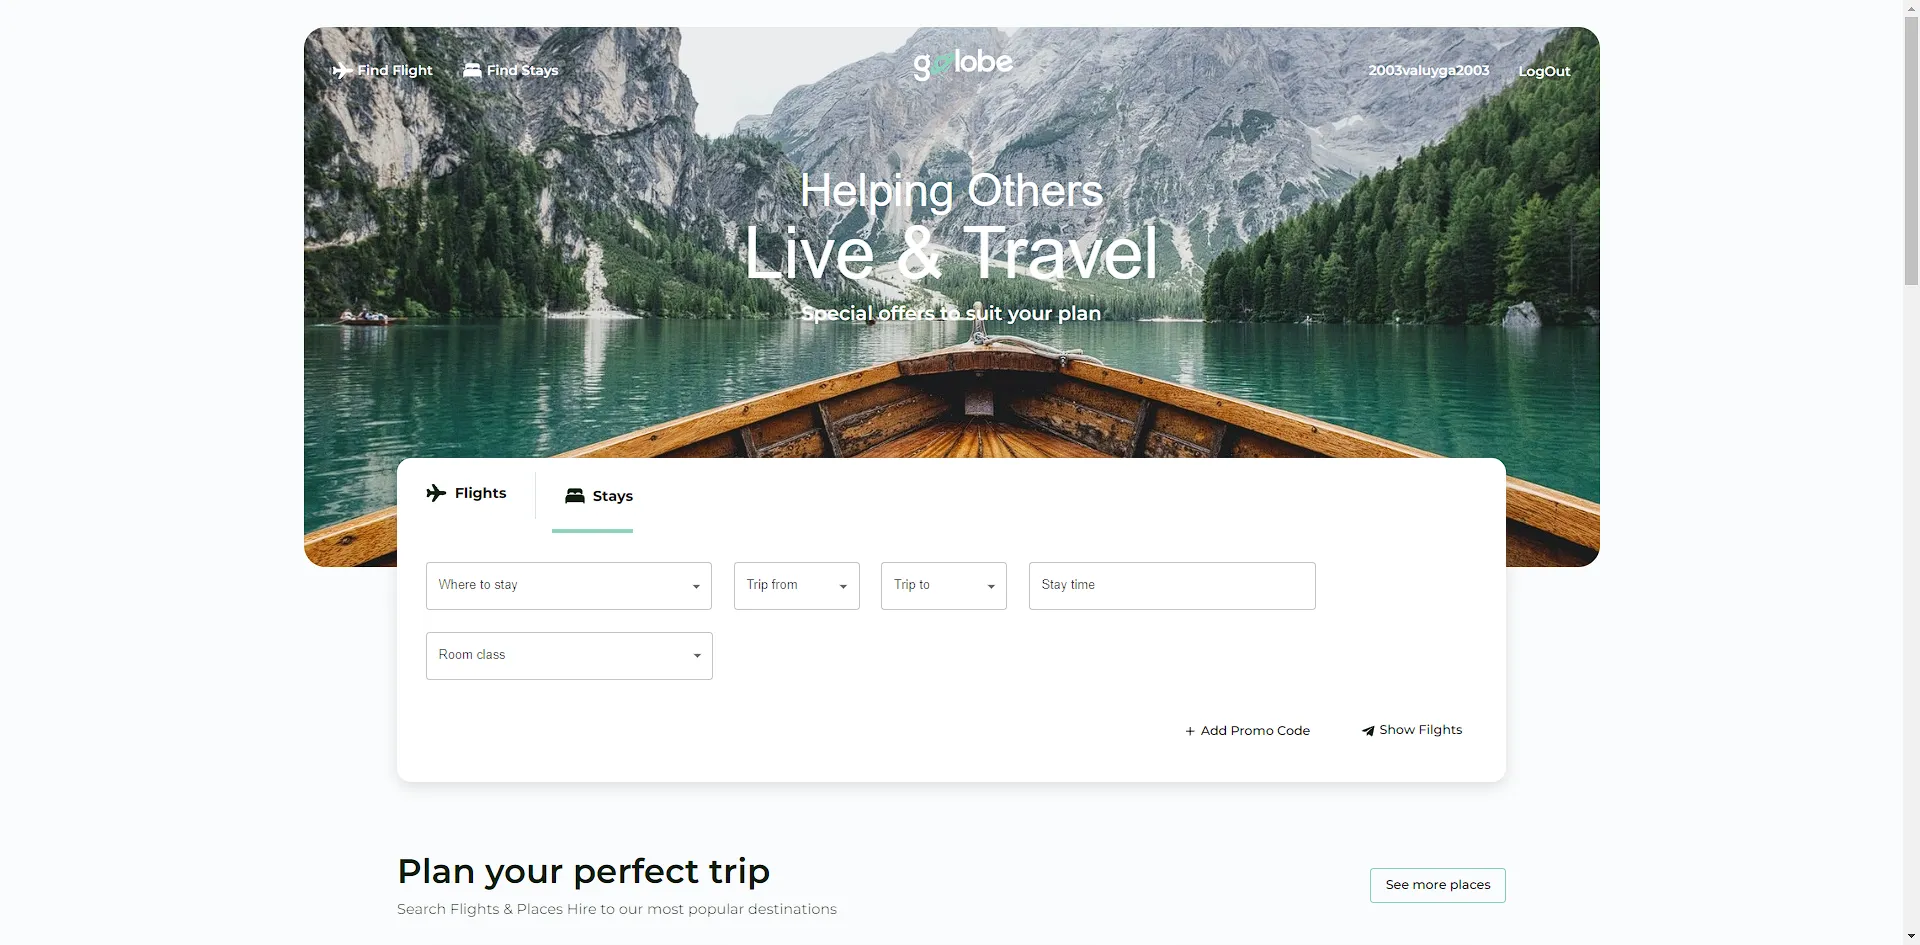 Find Flight
Find Stays
golobe
2003valuyga2003
LogOut
Helping Others
Live & Travel
Special offers to suit your plan
Flights
Stays
Where to stay
Trip from
Trip to
Stay time
Room class
+ Add Promo Code
Show Filghts
Plan your perfect trip
See more places
Search Flights & Places Hire to our most popular destinations